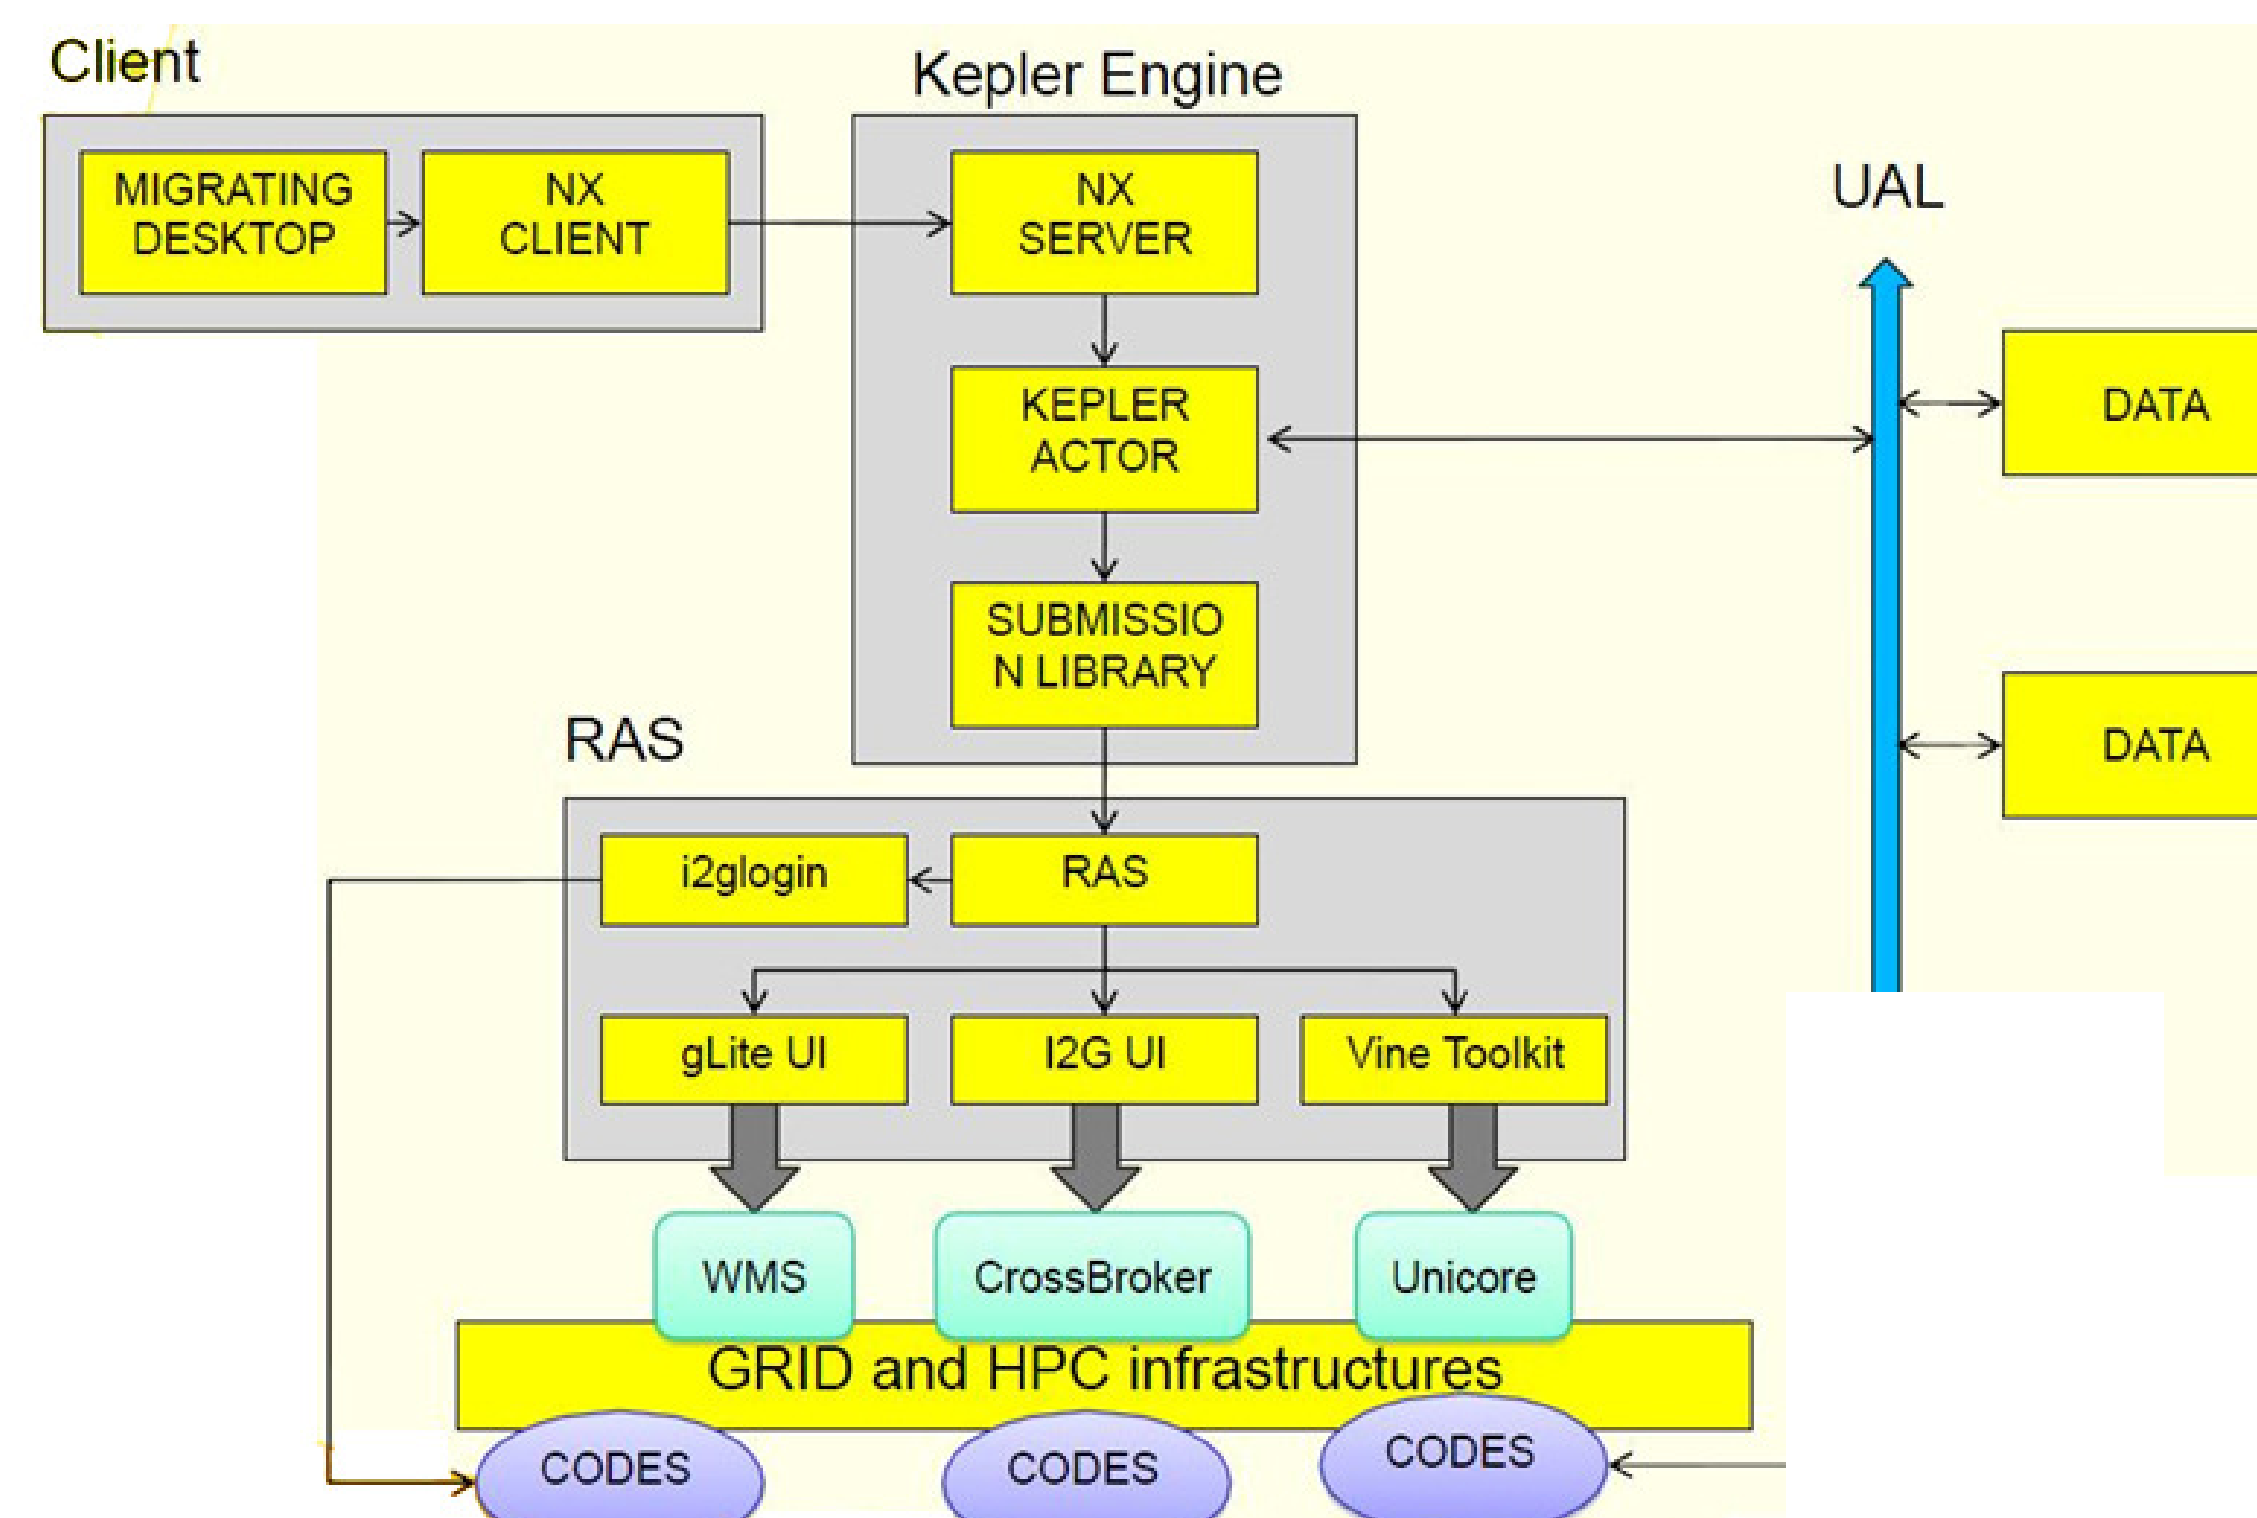 Client
Kepler Engine
MIGRATING
DESKTOP
NX
CLIENT
NX
SERVER
UAL
KEPLER
ACTOR
DATA
SUBMISSIO
N LIBRARY
RAS
DATA
i2glogin
RAS
gLite UI
I2G UI
Vine Toolkit
WMS
CrossBroker
Unicore
GRID and HPC infrastructures
CODES
CODES
CODES